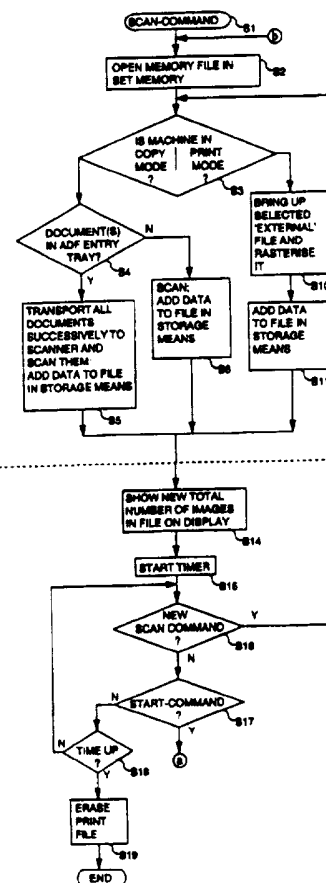 SCAN-COMMAND
S1
b
OPEN MEMORY FILE IN
SET MEMORY
S2
IS MACHINE IN
COPY | PRINT
MODE | MODE
?
S3
DOCUMENT(S)
IN ADF ENTRY
TRAY?
N
S4
Y
BRING UP
SELECTED
'EXTERNAL'
FILE AND
RASTERISE
IT
S10
TRANSPORT ALL
DOCUMENTS
SUCCESSIVELY TO
SCANNER AND
SCAN THEM:
ADD DATA TO FILE
IN STORAGE MEANS
S5
SCAN;
ADD DATA
TO FILE IN
STORAGE
MEANS
S6
ADD DATA
TO FILE IN
STORAGE
MEANS
S11
SHOW NEW TOTAL
NUMBER OF IMAGES
IN FILE ON DISPLAY
S14
START TIMER
S15
NEW
SCAN COMMAND
?
Y
S16
N
START-COMMAND
?
N
S17
Y
a
TIME UP
?
N
S18
Y
ERASE
PRINT
FILE
S19
END